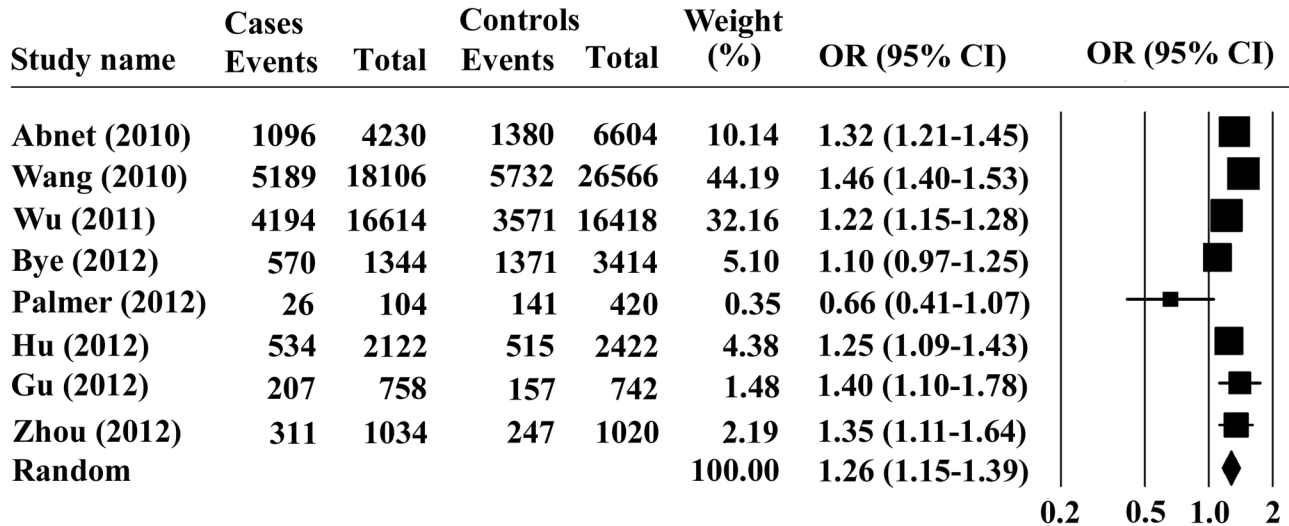 Cases Controls Weight
Study name Events Total Events Total (%) OR (95% CI) OR (95% CI)
Abnet (2010) 1096 4230 1380 6604 10.14 1.32 (1.21-1.45)
Wang (2010) 5189 18106 5732 26566 44.19 1.46 (1.40-1.53)
Wu (2011) 4194 16614 3571 16418 32.16 1.22 (1.15-1.28)
Bye (2012) 570 1344 1371 3414 5.10 1.10 (0.97-1.25)
Palmer (2012) 26 104 141 420 0.35 0.66 (0.41-1.07)
Hu (2012) 534 2122 515 2422 4.38 1.25 (1.09-1.43)
Gu (2012) 207 758 157 742 1.48 1.40 (1.10-1.78)
Zhou (2012) 311 1034 247 1020 2.19 1.35 (1.11-1.64)
Random 100.00 1.26 (1.15-1.39)
0.2 0.5 1.0 2